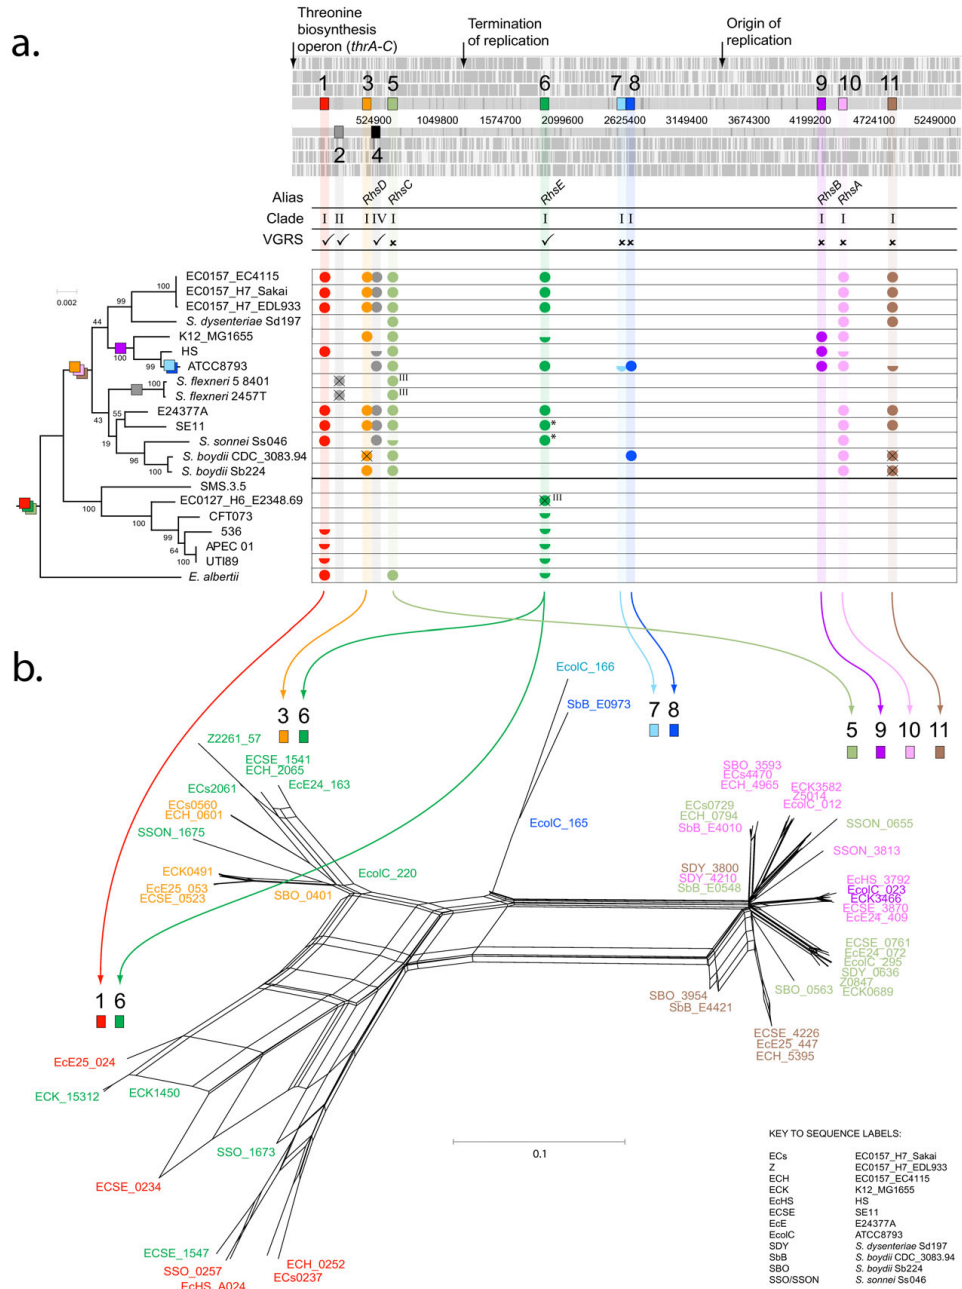 a.
Threonine
biosynthesis
operon (thrA-C)
Termination
of replication
Origin of
replication
1 3 5 6 7 8 9 10 11
524900 1049800 1574700 2099600 2625400 3149400 3674300 4199200 4724100 5249000
2 4
Alias RhsD RhsC RhsE RhsB RhsA
Clade I II I IV I I I I I I I
VGRS ✓ ✓ ✓ × ✓ × × × × ×
0.002
EC0157_EC4115
100
EC0157_H7_Sakai
99
EC0157_H7_EDL933
44
S. dysenteriae Sd197
K12_MG1655
100
HS
99
ATCC8793
S. flexneri 5 8401 III
100
S. flexneri 2457T III
43
55
E24377A
SE11 *
19
S. sonnei Ss046 *
96
S. boydii CDC_3083.94
100
S. boydii Sb224
SMS.3.5
100
EC0127_H6_E2348.69 III
100
CFT073
99
536
64
APEC 01
100
UTI89
E. albertii
b.
3 6
7 8
5 9 10 11
1 6
EcolC_166
SbB_E0973
EcolC_165
Z2261_57
ECSE_1541
ECH_2065
EcE24_163
ECs2061
ECs0560
ECH_0601
SSON_1675
ECK0491
EcE25_053
ECSE_0523
SBO_0401
EcolC_220
SBO_3593
ECs4470
ECH_4965
ECK3582
Z5014
EcolC_012
ECs0729
ECH_0794
SbB_E4010
SSON_0655
SSON_3813
SDY_3800
SDY_4210
SbB_E0548
EcHS_3792
EcolC_023
ECK3466
ECSE_3870
EcE24_409
ECSE_0761
EcE24_072
EcolC_295
SDY_0636
Z0847
ECK0689
SBO_0563
SBO_3954
SbB_E4421
ECSE_4226
EcE25_447
ECH_5395
EcE25_024
ECK_15312
ECK1450
SSO_1673
ECSE_0234
ECSE_1547
SSO_0257
EcHS_A024
ECH_0252
ECs0237
0.1
KEY TO SEQUENCE LABELS:
ECs EC0157_H7_Sakai
Z EC0157_H7_EDL933
ECH EC0157_EC4115
ECK K12_MG1655
EcHS HS
ECSE SE11
EcE E24377A
EcolC ATCC8793
SDY S. dysenteriae Sd197
SbB S. boydii CDC_3083.94
SBO S. boydii Sb224
SSO/SSON S. sonnei Ss046